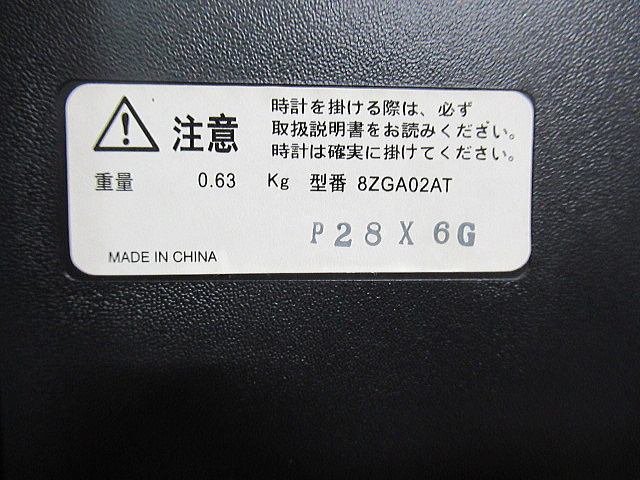 注意
時計を掛ける際は、必ず
取扱説明書をお読みください。
時計は確実に掛けてください。
重量 0.63 Kg 型番 8ZGA02AT
P28X6G
MADE IN CHINA